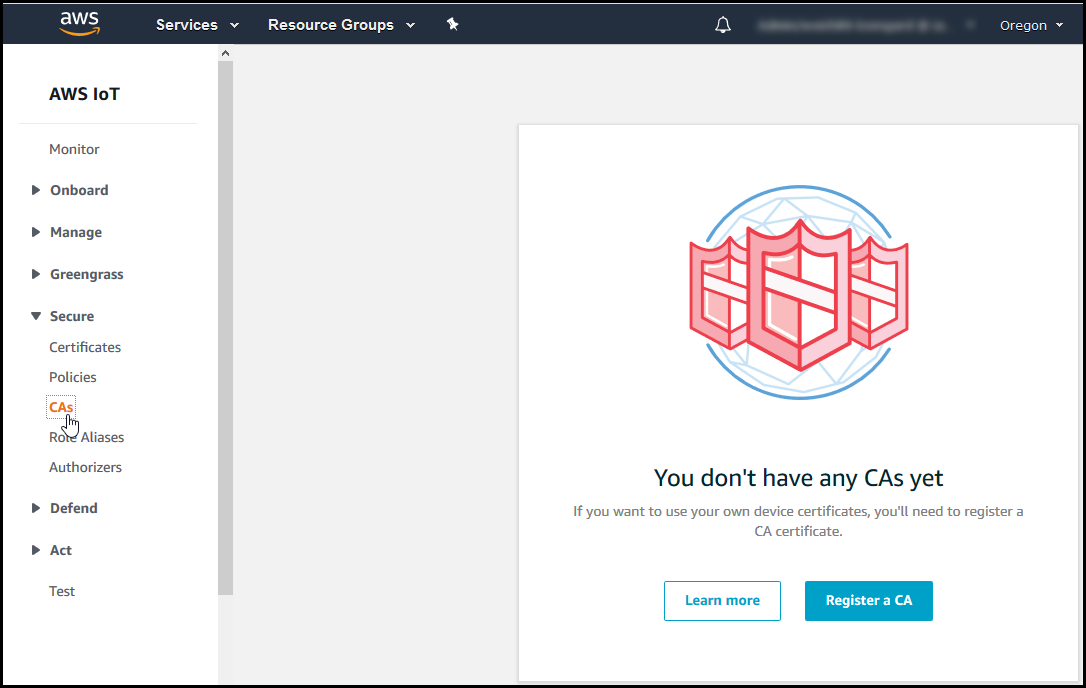 aws
Services
Resource Groups
Oregon
AWS IoT
Monitor
Onboard
Manage
Greengrass
Secure
Certificates
Policies
CAs
Role Aliases
Authorizers
Defend
Act
Test
You don't have any CAs yet
If you want to use your own device certificates, you'll need to register a
CA certificate.
Learn more
Register a CA